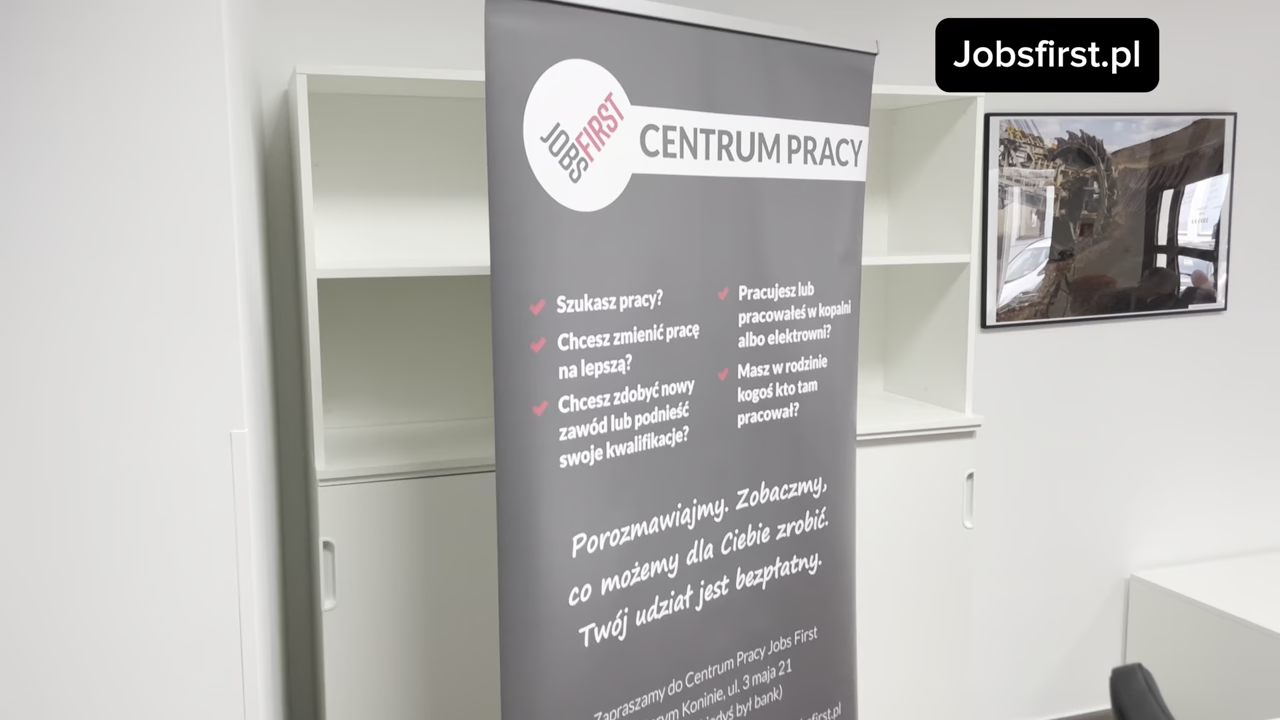 Jobsfirst.pl
JOBS
FIRST
CENTRUM PRACY
Szukasz pracy?
Chcesz zmienić pracę
na lepszą?
Chcesz zdobyć nowy
zawód lub podnieść
swoje kwalifikacje?
Pracujesz lub
pracowałeś w kopalni
albo elektrowni?
Masz w rodzinie
kogoś kto tam
pracował?
Porozmawiajmy. Zobaczmy,
co możemy dla Ciebie zrobić.
Twój udział jest bezpłatny.
Zapraszamy do Centrum Pracy Jobs First
Koninie, ul. 3 maja 21
był bank)